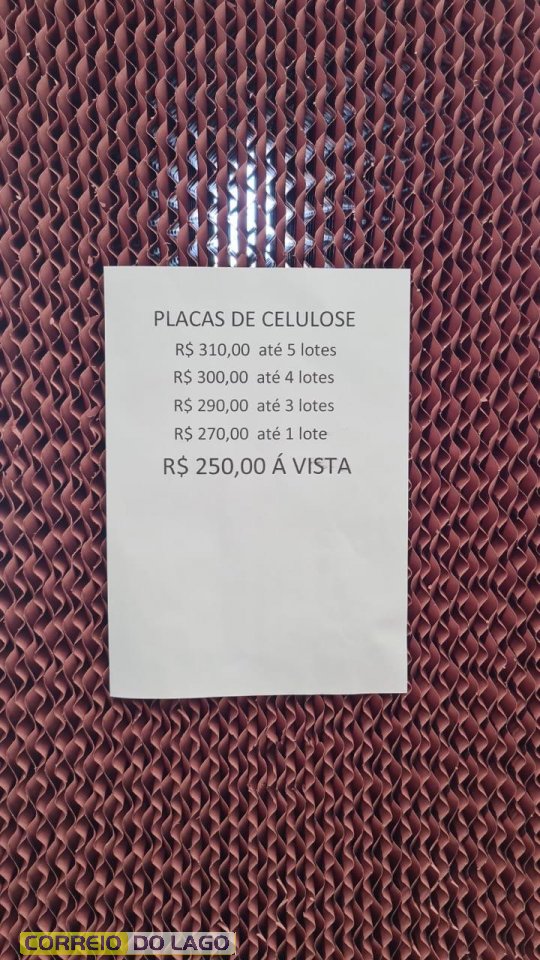 PLACAS DE CELULOSE
R$ 310,00 até 5 lotes
R$ 300,00 até 4 lotes
R$ 290,00 até 3 lotes
R$ 270,00 até 1 lote
R$ 250,00 Á VISTA
CORREIO DO LAGO